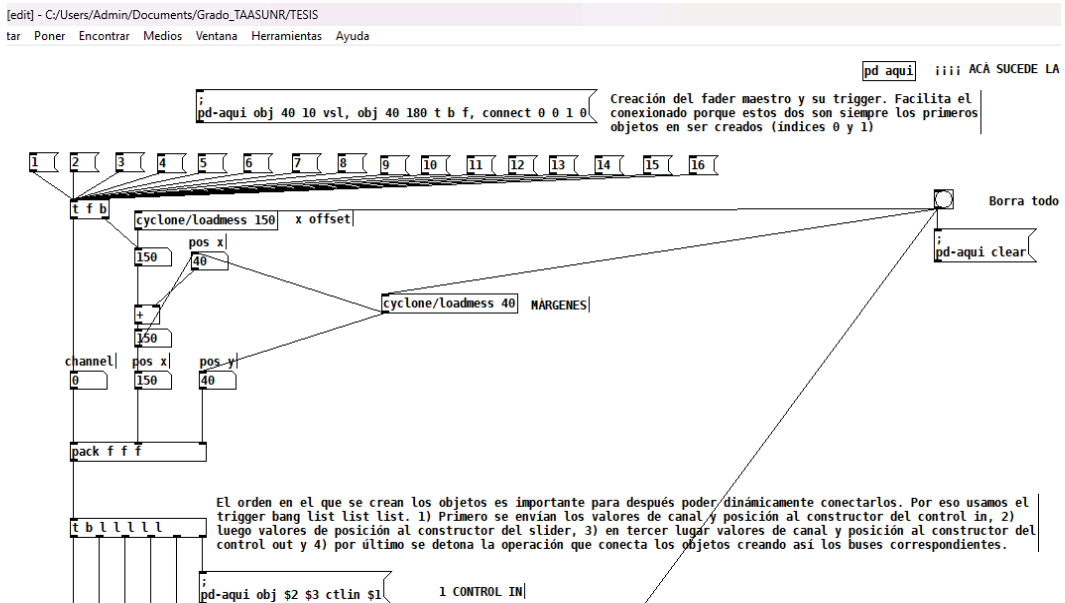 [edit] - C:/Users/Admin/Documents/Grado_TAASUNR/TESIS
tar Poner Encontrar Medios Ventana Herramientas Ayuda
pd aqui ¡¡¡¡ ACÁ SUCEDE LA
;
pd-aqui obj 40 10 vsl, obj 40 180 t b f, connect 0 0 1 0
Creación del fader maestro y su trigger. Facilita el
conexionado porque estos dos son siempre los primeros
objetos en ser creados (índices 0 y 1)
1 2 3 4 5 6 7 8 9 10 11 12 13 14 15 16
t f b
cyclone/loadmess 150 x offset
Borra todo
;
pd-aqui clear
pos x
150 40
cyclone/loadmess 40 MÁRGENES
+
150
channel pos x pos y
0 150 40
pack f f f
El orden en el que se crean los objetos es importante para después poder dinámicamente conectarlos. Por eso usamos el
trigger bang list list list. 1) Primero se envían los valores de canal y posición al constructor del control in, 2)
luego valores de posición al constructor del slider, 3) en tercer lugar valores de canal y posición al constructor del
control out y 4) por último se detona la operación que conecta los objetos creando así los buses correspondientes.
t b l l l l l
;
pd-aqui obj $2 $3 ctlin $1
1 CONTROL IN